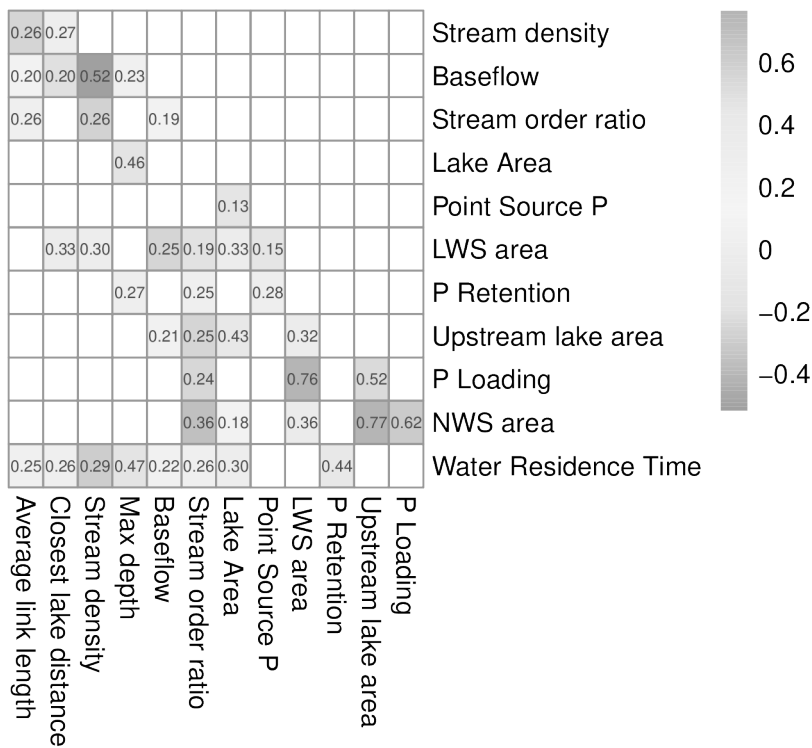 0.26 0.27 Stream density
0.20 0.20 0.52 0.23 Baseflow
0.26 0.26 0.19 Stream order ratio
0.46 Lake Area
0.13 Point Source P
0.33 0.30 0.25 0.19 0.33 0.15 LWS area
0.27 0.25 0.28 P Retention
0.21 0.25 0.43 0.32 Upstream lake area
0.24 0.76 0.52 P Loading
0.36 0.18 0.36 0.77 0.62 NWS area
0.25 0.26 0.29 0.47 0.22 0.26 0.30 0.44 Water Residence Time
Average link length
Closest lake distance
Stream density
Max depth
Baseflow
Stream order ratio
Lake Area
Point Source P
LWS area
P Retention
Upstream lake area
P Loading
0.6
0.4
0.2
0
−0.2
−0.4